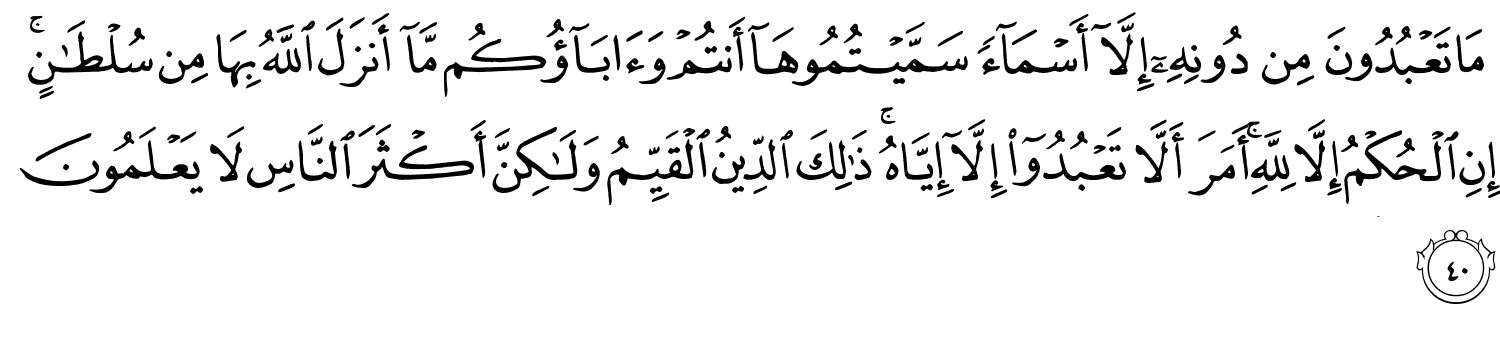 مَا تَعْبُدُونَ مِن دُونِهِۦٓ إِلَّآ أَسْمَآءً سَمَّيْتُمُوهَآ أَنتُمْ وَءَابَآؤُكُم مَّآ أَنزَلَ ٱللَّهُ بِهَا مِن سُلْطَـٰنٍ ۚ
إِنِ ٱلْحُكْمُ إِلَّا لِلَّهِ ۚ أَمَرَ أَلَّا تَعْبُدُوٓا۟ إِلَّآ إِيَّاهُ ۚ ذَٰلِكَ ٱلدِّينُ ٱلْقَيِّمُ وَلَـٰكِنَّ أَكْثَرَ ٱلنَّاسِ لَا يَعْلَمُونَ
٤٠